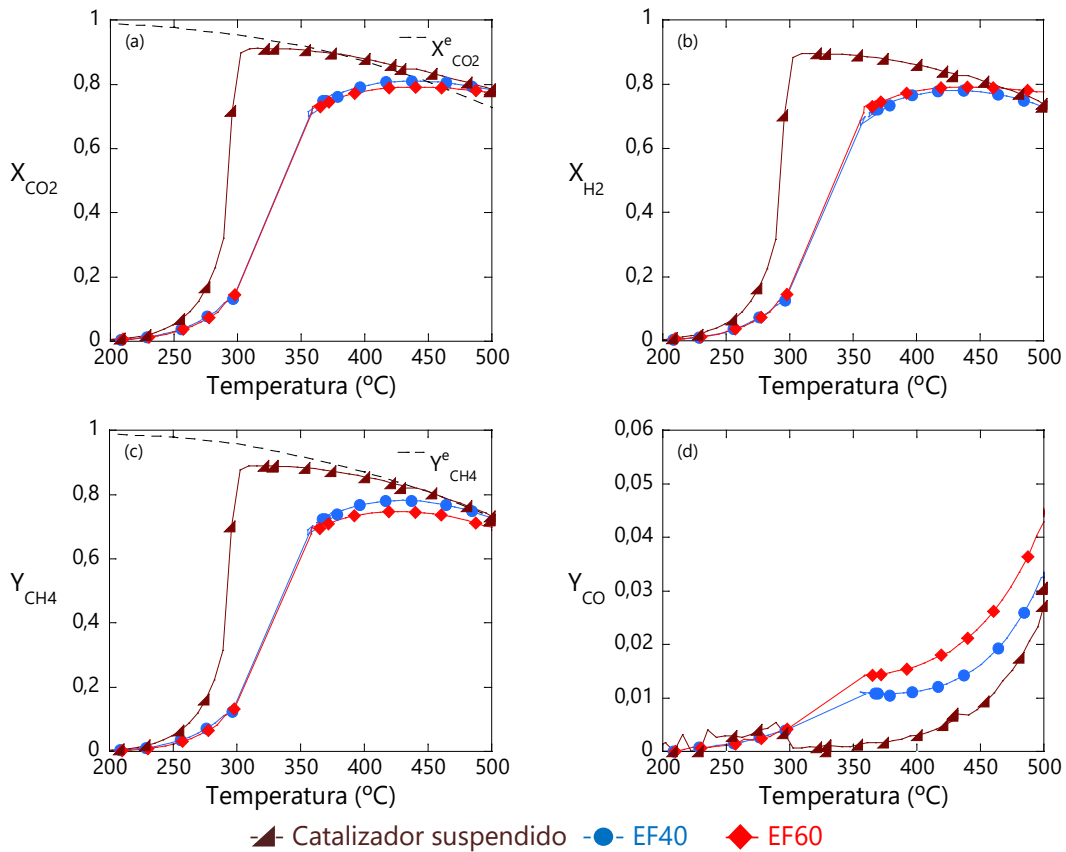 (a)
X^e_CO2
1
0,8
0,6
0,4
0,2
0
X_CO2
200 250 300 350 400 450 500
Temperatura (ºC)
(b)
1
0,8
0,6
0,4
0,2
0
X_H2
200 250 300 350 400 450 500
Temperatura (ºC)
(c)
Y^e_CH4
1
0,8
0,6
0,4
0,2
0
Y_CH4
200 250 300 350 400 450 500
Temperatura (ºC)
(d)
0,06
0,05
0,04
0,03
0,02
0,01
0
Y_CO
200 250 300 350 400 450 500
Temperatura (ºC)
Catalizador suspendido EF40 EF60